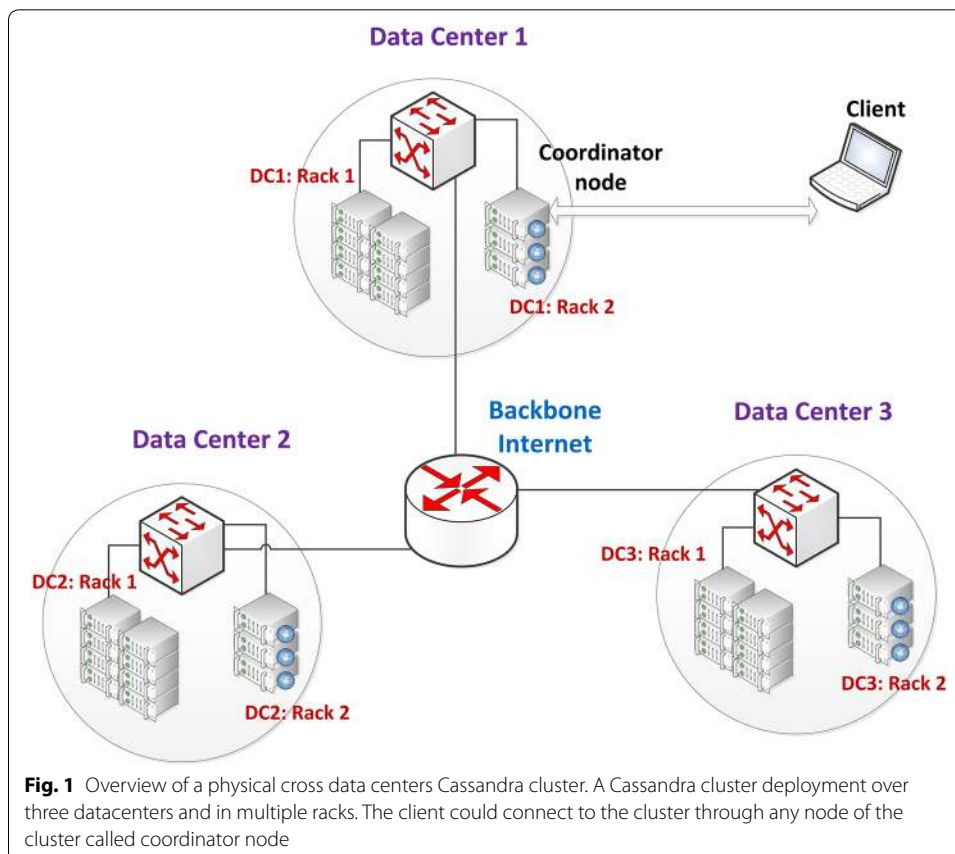 Data Center 1
Client
Coordinator
node
DC1: Rack 1
DC1: Rack 2
Backbone
Internet
Data Center 2
Data Center 3
DC2: Rack 1
DC2: Rack 2
DC3: Rack 1
DC3: Rack 2
Fig. 1 Overview of a physical cross data centers Cassandra cluster. A Cassandra cluster deployment over
three datacenters and in multiple racks. The client could connect to the cluster through any node of the
cluster called coordinator node